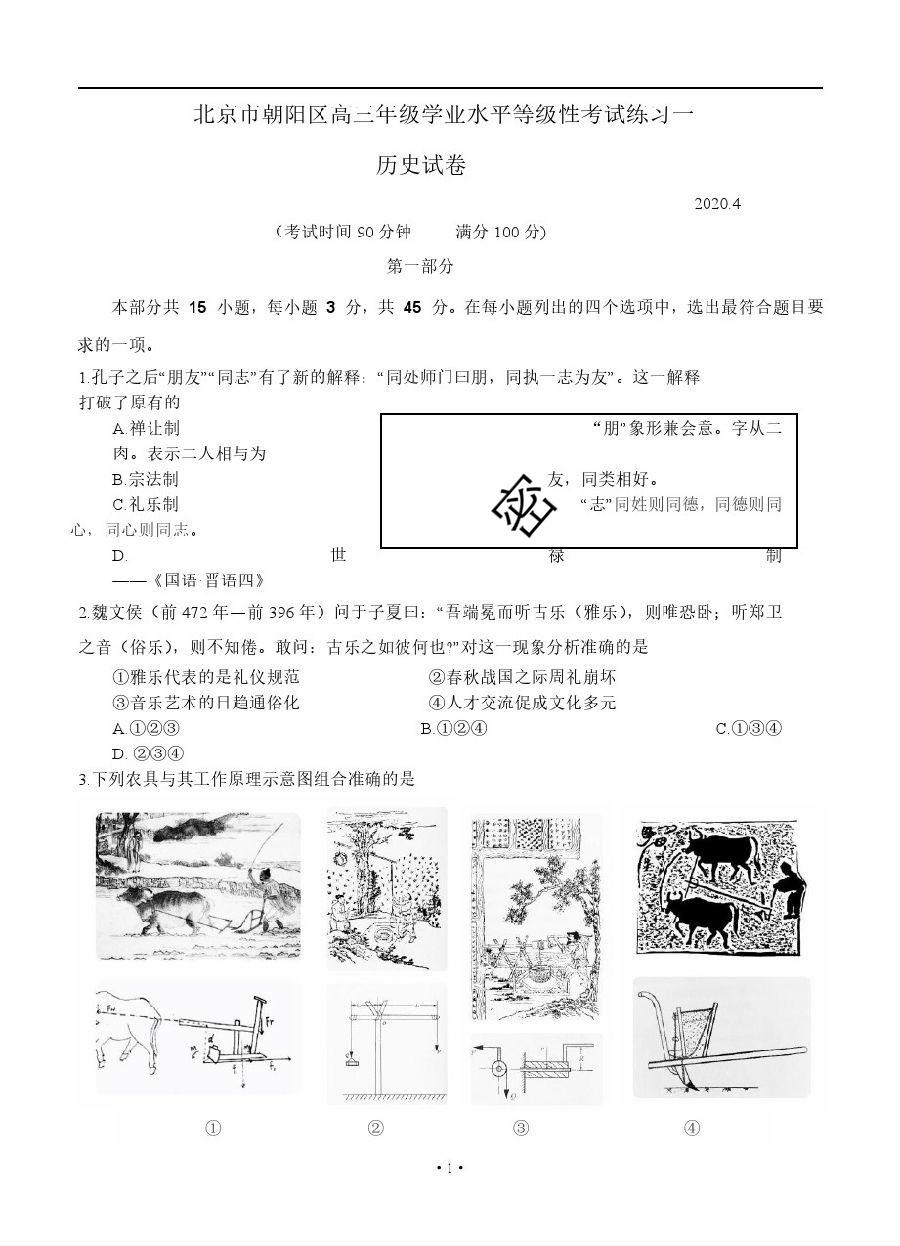 北京市朝阳区高三年级学业水平等级性考试练习一
历史试卷
2020.4
（考试时间 90 分钟 满分 100 分)
第一部分
本部分共 15 小题，每小题 3 分，共 45 分。在每小题列出的四个选项中，选出最符合题目要
求的一项。
1.孔子之后“朋友”“同志”有了新的解释：“同处师门曰朋，同执一志为友”。这一解释
打破了原有的
A.禅让制 “朋”象形兼会意。字从二
肉。表示二人相与为
B.宗法制 友，同类相好。
C.礼乐制 “志”同姓则同德，同德则同
心，同心则同志。
D. 世 禄 制
——《国语·晋语四》
2.魏文侯（前 472 年—前 396 年）问于子夏曰：“吾端冕而听古乐（雅乐），则唯恐卧；听郑卫
之音（俗乐），则不知倦。敢问：古乐之如彼何也?”对这一现象分析准确的是
①雅乐代表的是礼仪规范 ②春秋战国之际周礼崩坏
③音乐艺术的日趋通俗化 ④人才交流促成文化多元
A.①②③ B.①②④ C.①③④
D. ②③④
3.下列农具与其工作原理示意图组合准确的是
① ② ③ ④
·1·